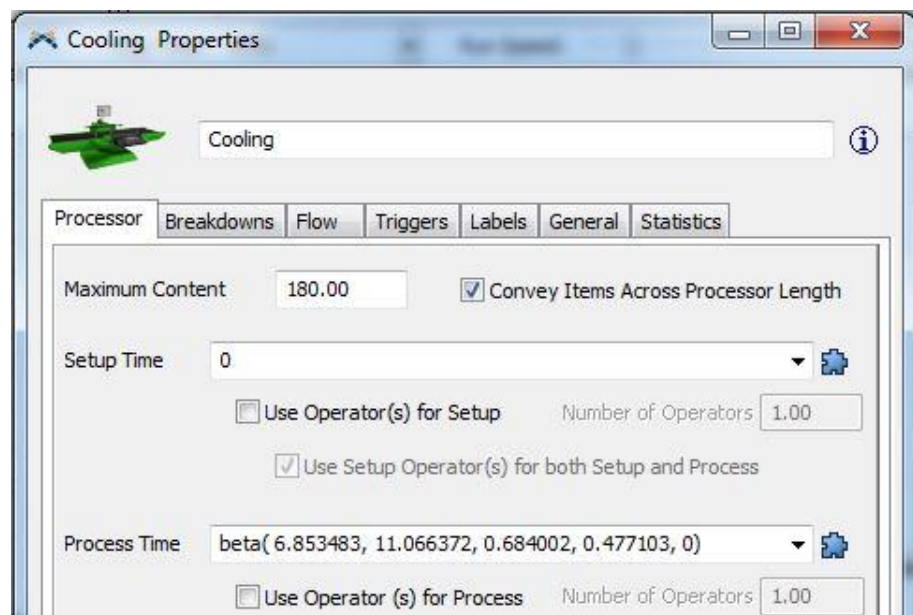 Cooling Properties
Cooling
Processor Breakdowns Flow Triggers Labels General Statistics
Maximum Content 180.00 Convey Items Across Processor Length
Setup Time 0
Use Operator(s) for Setup Number of Operators 1.00
Use Setup Operator(s) for both Setup and Process
Process Time beta( 6.853483, 11.066372, 0.684002, 0.477103, 0)
Use Operator (s) for Process Number of Operators 1.00